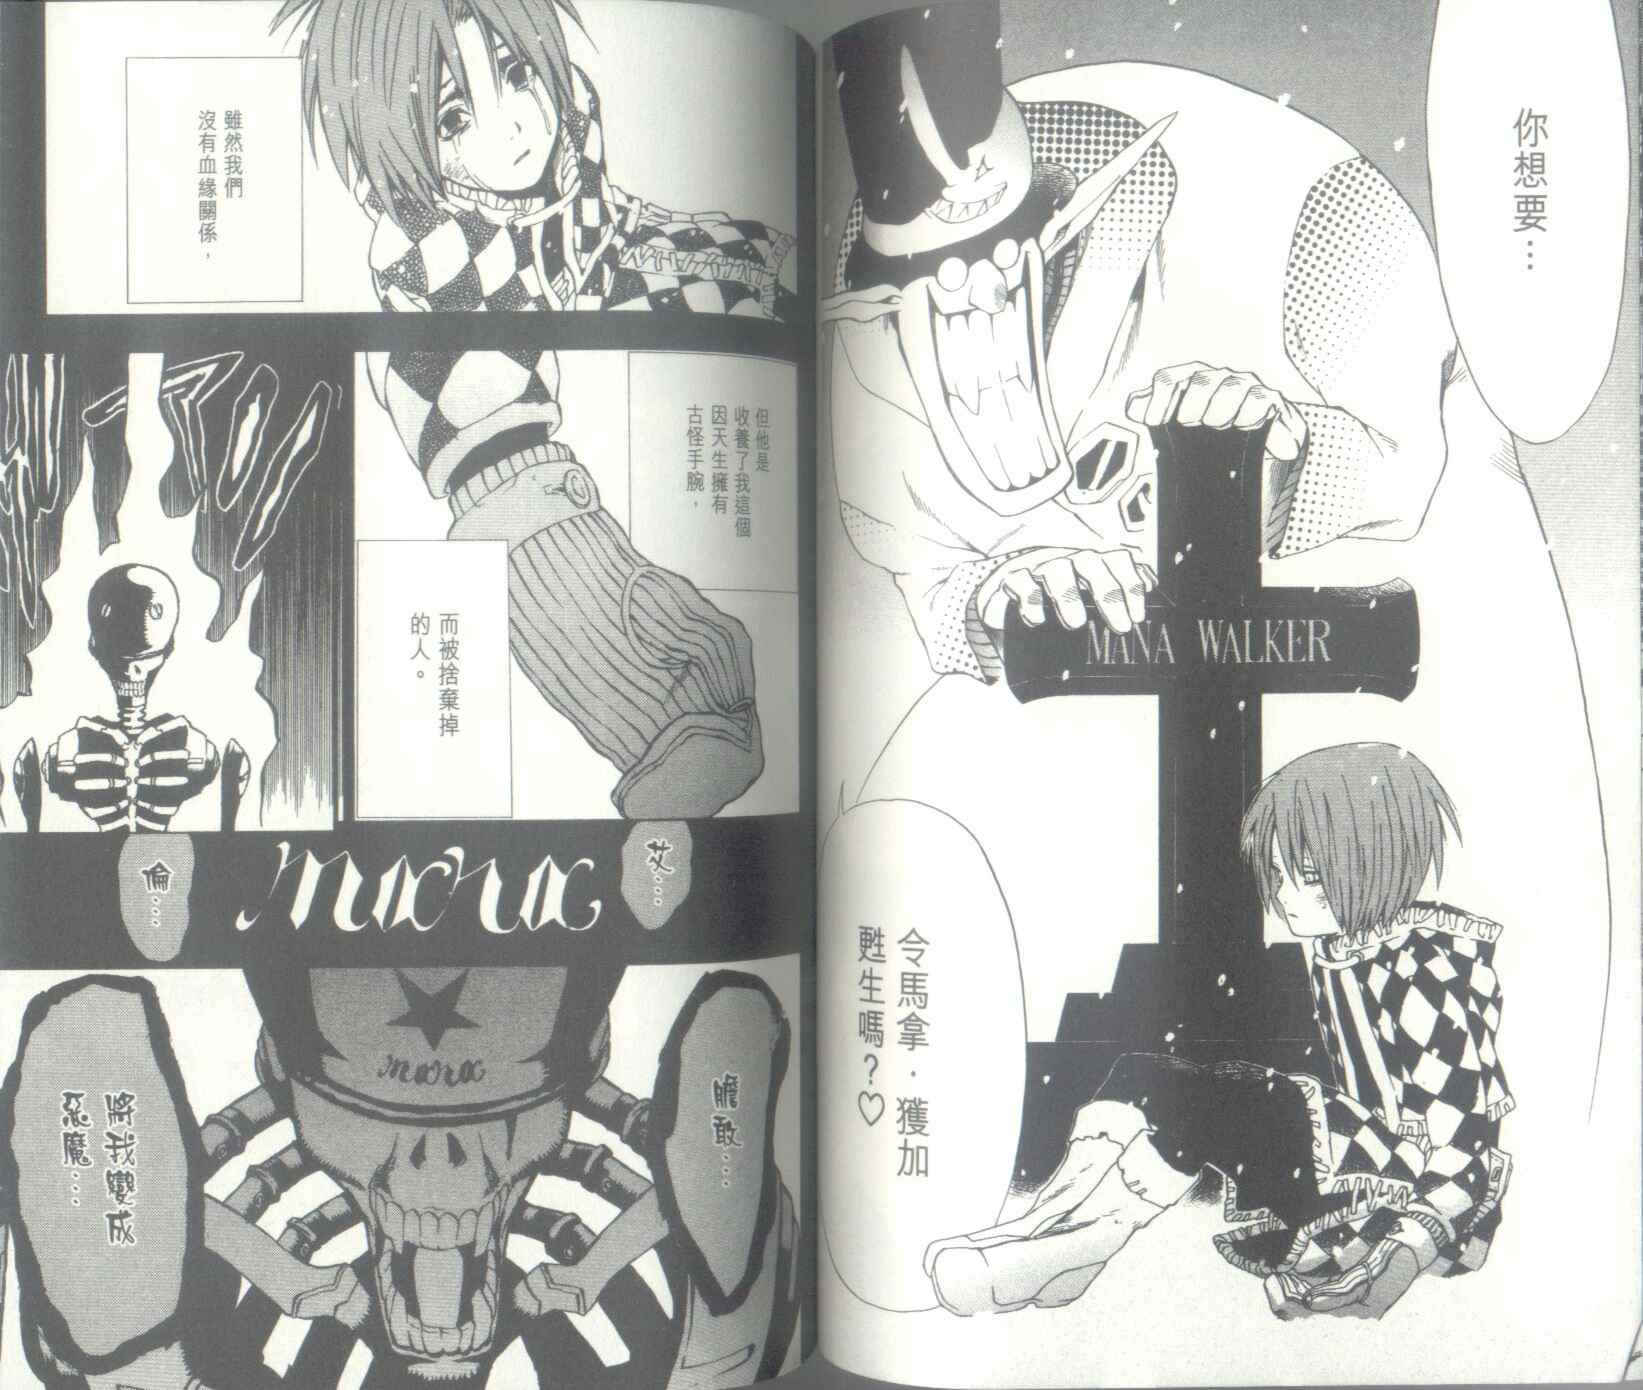 你想要…
MANA WALKER
令馬拿．獲加
甦生嗎？♡
雖然我們
沒有血緣關係，
但他是
收養了我這個
因天生擁有
古怪手腕，
而被捨棄掉
的人。
艾……
mana
倫……
mana
膽敢……
將我變成
惡魔……